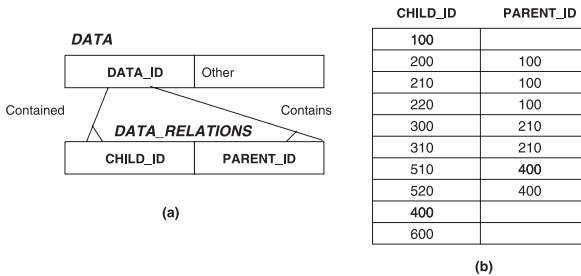 DATA
DATA_ID Other
Contained Contains
DATA_RELATIONS
CHILD_ID PARENT_ID
(a)
CHILD_ID PARENT_ID
100
200 100
210 100
220 100
300 210
310 210
510 400
520 400
400
600
(b)